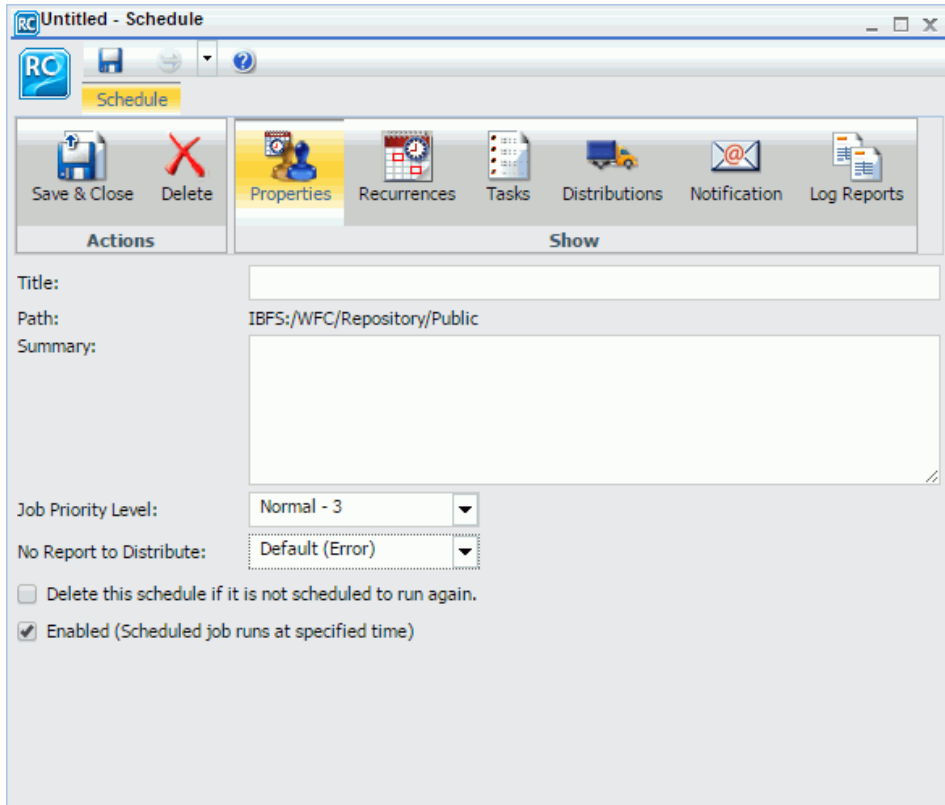 RC Untitled - Schedule
RC
Schedule
Save & Close Delete Properties Recurrences Tasks Distributions Notification Log Reports
Actions Show
Title:
Path: IBFS:/WFC/Repository/Public
Summary:
Job Priority Level: Normal - 3
No Report to Distribute: Default (Error)
Delete this schedule if it is not scheduled to run again.
Enabled (Scheduled job runs at specified time)